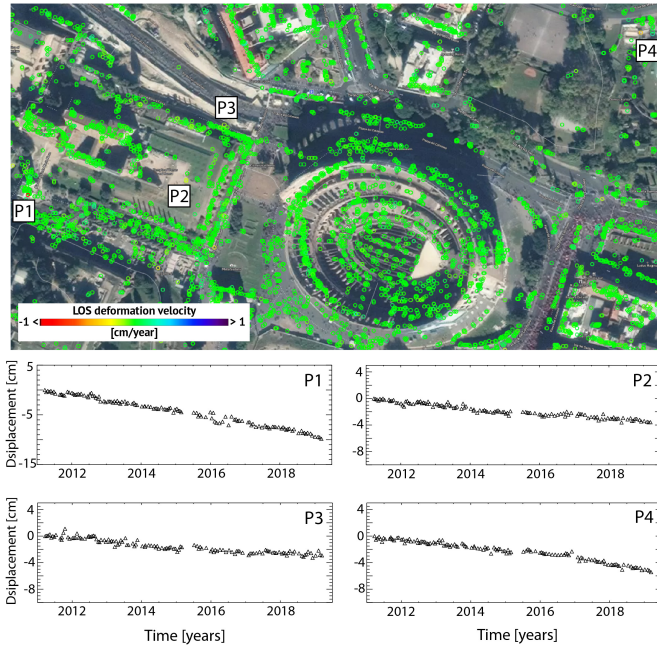 P4
P3
P2
P1
LOS deformation velocity
-1 < > 1
[cm/year]
P1
5
-5
-15
Dsiplacement [cm]
2012 2014 2016 2018
P2
4
0
-4
-8
2012 2014 2016 2018
P3
4
0
-4
-8
Dsiplacement [cm]
2012 2014 2016 2018
Time [years]
P4
4
0
-4
-8
2012 2014 2016 2018
Time [years]